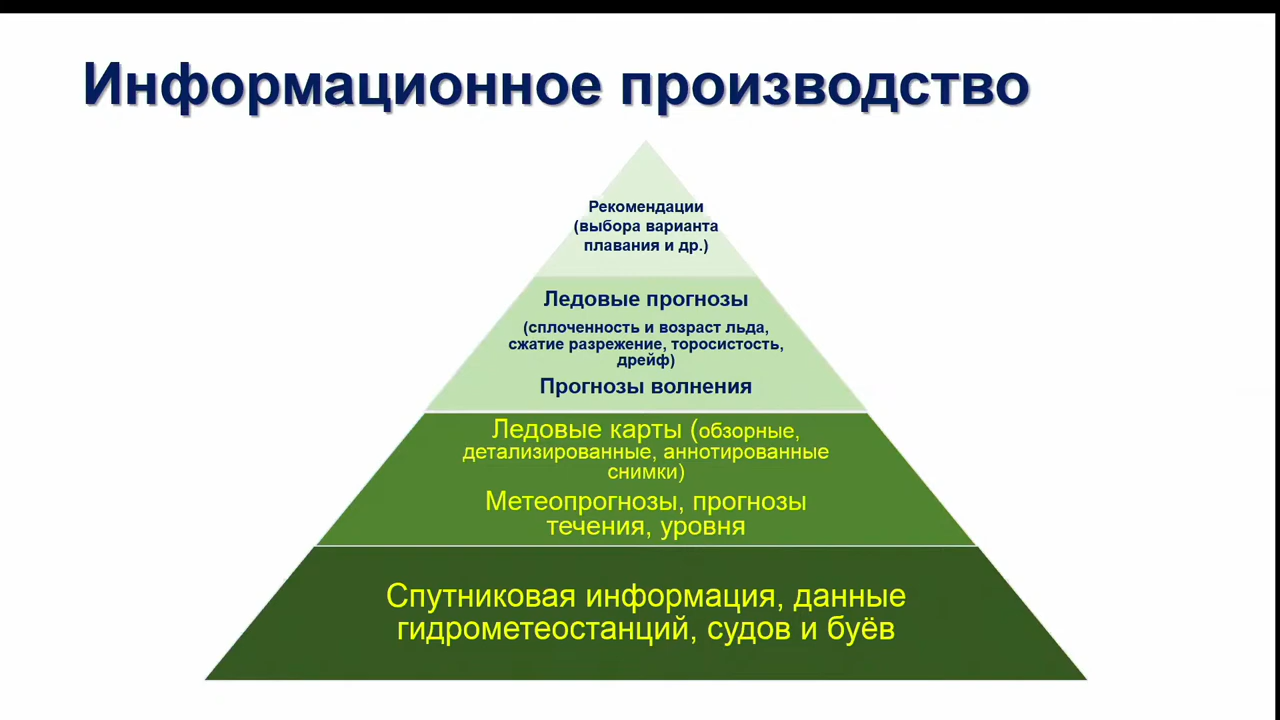 Информационное производство
Рекомендации
(выбора варианта
плавания и др.)
Ледовые прогнозы
(сплоченность и возраст льда,
сжатие разрежение, торосистость,
дрейф)
Прогнозы волнения
Ледовые карты (обзорные,
детализированные, аннотированные
снимки)
Метеопрогнозы, прогнозы
течения, уровня
Спутниковая информация, данные
гидрометеостанций, судов и буёв